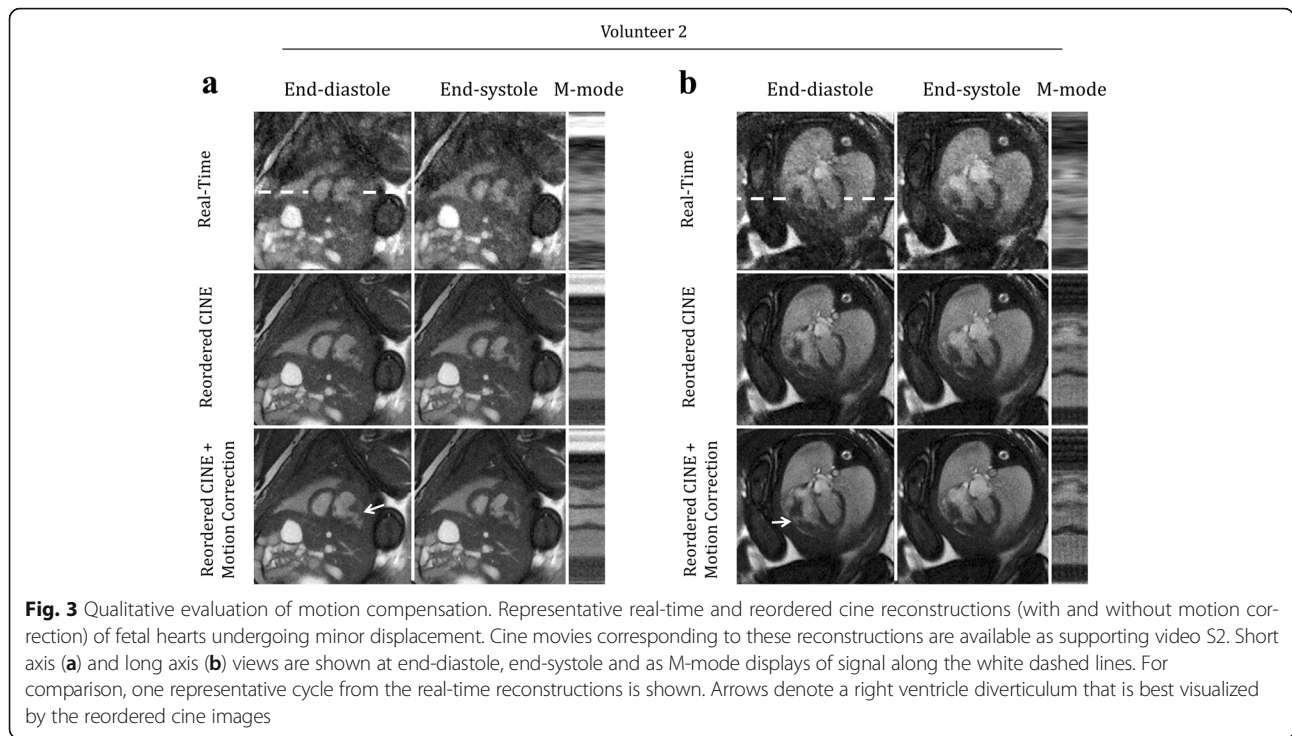 Volunteer 2
a
End-diastole End-systole M-mode
b
End-diastole End-systole M-mode
Real-Time
Real-Time
Reordered CINE
Reordered CINE
Reordered CINE +
Motion Correction
Reordered CINE +
Motion Correction
Fig. 3 Qualitative evaluation of motion compensation. Representative real-time and reordered cine reconstructions (with and without motion cor-
rection) of fetal hearts undergoing minor displacement. Cine movies corresponding to these reconstructions are available as supporting video S2. Short
axis (a) and long axis (b) views are shown at end-diastole, end-systole and as M-mode displays of signal along the white dashed lines. For
comparison, one representative cycle from the real-time reconstructions is shown. Arrows denote a right ventricle diverticulum that is best visualized
by the reordered cine images